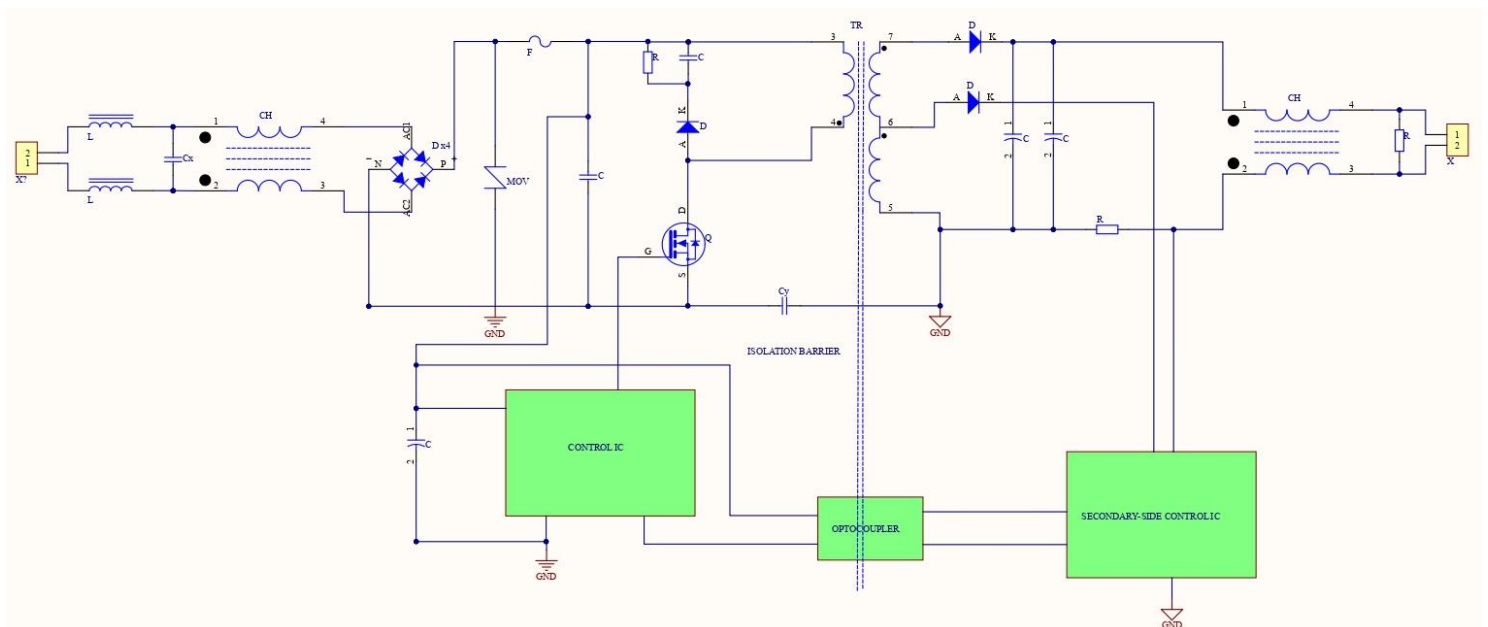 TR
F
R
C
3
4
7
6
5
A D K
A D K
K
D
A
L
L
2
1
X?
Cx
1 CH 4
2 3
AC1
AC2
N
P
-
+
Dx4
MOV
C
D
G
Q
S
Cy
GND
GND
ISOLATION BARRIER
1
C
2
1
C
2
R
1 CH 4
2 3
R
1
2
X
1
C
2
CONTROL IC
GND
OPTOCOUPLER
SECONDARY-SIDE CONTROL IC
GND